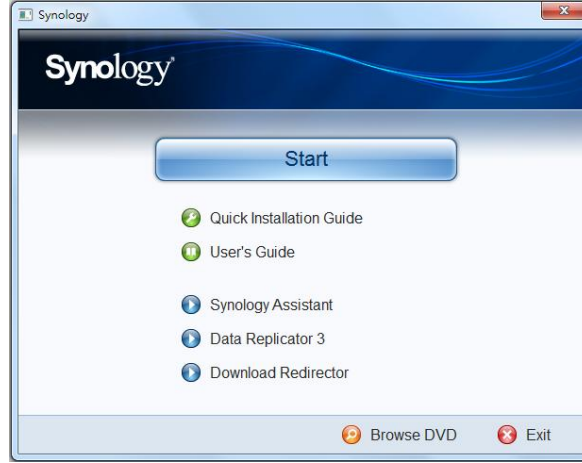 Synology
Synology
Start
Quick Installation Guide
User's Guide
Synology Assistant
Data Replicator 3
Download Redirector
Browse DVD
Exit